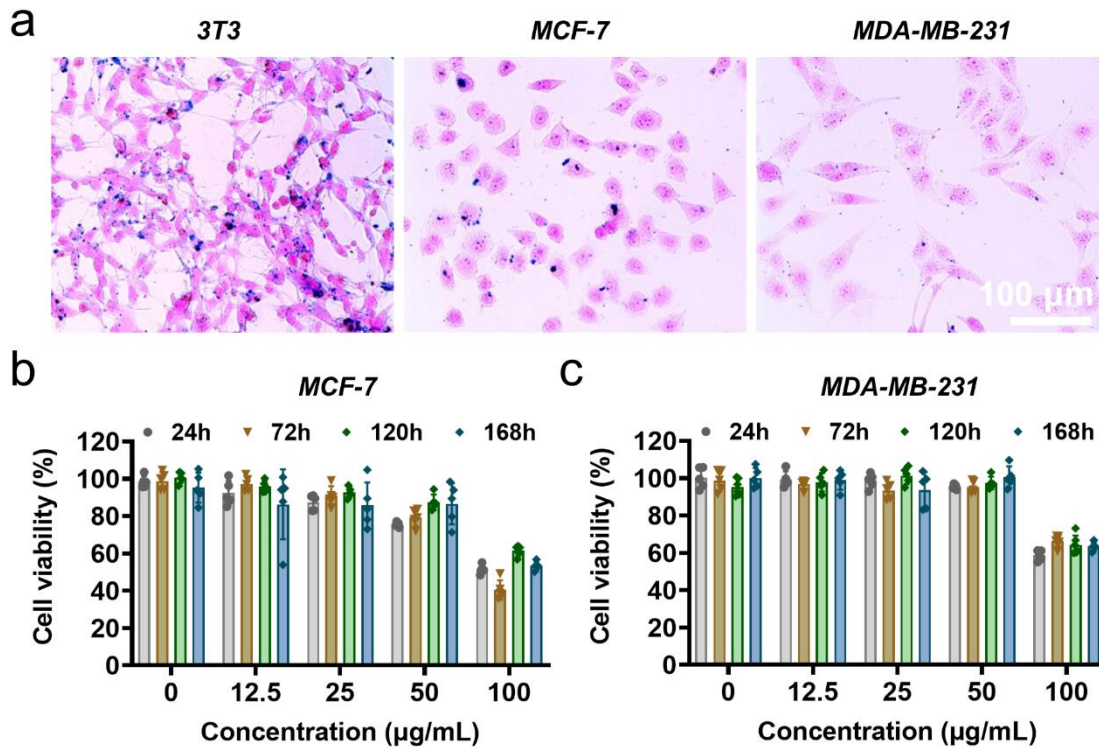 a
3T3
MCF-7
MDA-MB-231
100 µm
b
MCF-7
24h
72h
120h
168h
Cell viability (%)
120
100
80
60
40
20
0
0
12.5
25
50
100
Concentration (µg/mL)
c
MDA-MB-231
24h
72h
120h
168h
Cell viability (%)
120
100
80
60
40
20
0
0
12.5
25
50
100
Concentration (µg/mL)